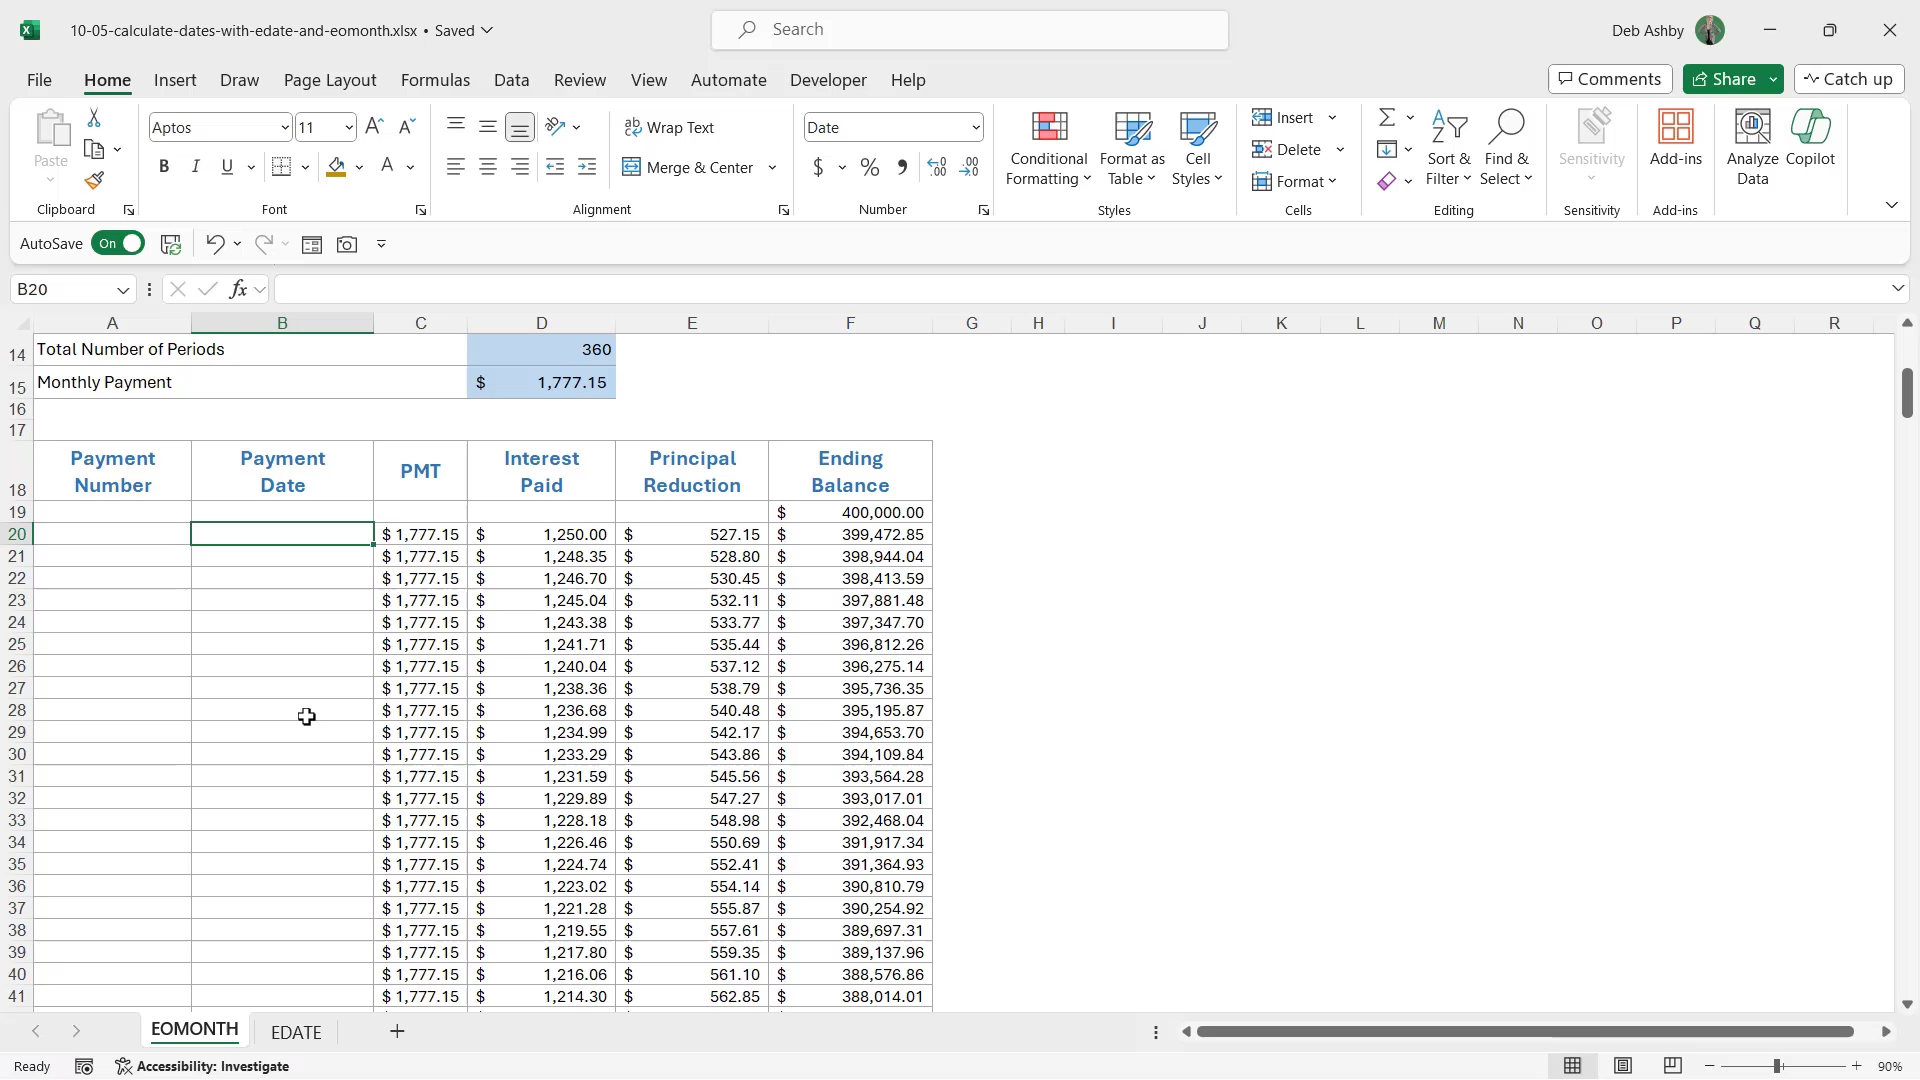 10-05-calculate-dates-with-edate-and-eomonth.xlsx • Saved
Search
Deb Ashby
File Home Insert Draw Page Layout Formulas Data Review View Automate Developer Help
Comments Share Catch up
Paste
Clipboard
Aptos 11
B I U A
Font
Wrap Text
Merge & Center
Alignment
Date
$ % , .00
Number
Conditional Formatting
Format as Table
Cell Styles
Styles
Insert
Delete
Format
Cells
Sort & Filter
Find & Select
Editing
Sensitivity
Sensitivity
Add-ins
Add-ins
Analyze Data
Copilot
AutoSave On
B20 fx
A B C D E F G H I J K L M N O P Q R
14 Total Number of Periods 360
15 Monthly Payment $ 1,777.15
16
17
18 Payment Number Payment Date PMT Interest Paid Principal Reduction Ending Balance
19 $ 400,000.00
20 $ 1,777.15 $ 1,250.00 $ 527.15 $ 399,472.85
21 $ 1,777.15 $ 1,248.35 $ 528.80 $ 398,944.04
22 $ 1,777.15 $ 1,246.70 $ 530.45 $ 398,413.59
23 $ 1,777.15 $ 1,245.04 $ 532.11 $ 397,881.48
24 $ 1,777.15 $ 1,243.38 $ 533.77 $ 397,347.70
25 $ 1,777.15 $ 1,241.71 $ 535.44 $ 396,812.26
26 $ 1,777.15 $ 1,240.04 $ 537.12 $ 396,275.14
27 $ 1,777.15 $ 1,238.36 $ 538.79 $ 395,736.35
28 $ 1,777.15 $ 1,236.68 $ 540.48 $ 395,195.87
29 $ 1,777.15 $ 1,234.99 $ 542.17 $ 394,653.70
30 $ 1,777.15 $ 1,233.29 $ 543.86 $ 394,109.84
31 $ 1,777.15 $ 1,231.59 $ 545.56 $ 393,564.28
32 $ 1,777.15 $ 1,229.89 $ 547.27 $ 393,017.01
33 $ 1,777.15 $ 1,228.18 $ 548.98 $ 392,468.04
34 $ 1,777.15 $ 1,226.46 $ 550.69 $ 391,917.34
35 $ 1,777.15 $ 1,224.74 $ 552.41 $ 391,364.93
36 $ 1,777.15 $ 1,223.02 $ 554.14 $ 390,810.79
37 $ 1,777.15 $ 1,221.28 $ 555.87 $ 390,254.92
38 $ 1,777.15 $ 1,219.55 $ 557.61 $ 389,697.31
39 $ 1,777.15 $ 1,217.80 $ 559.35 $ 389,137.96
40 $ 1,777.15 $ 1,216.06 $ 561.10 $ 388,576.86
41 $ 1,777.15 $ 1,214.30 $ 562.85 $ 388,014.01
EOMONTH EDATE
Ready Accessibility: Investigate 90%